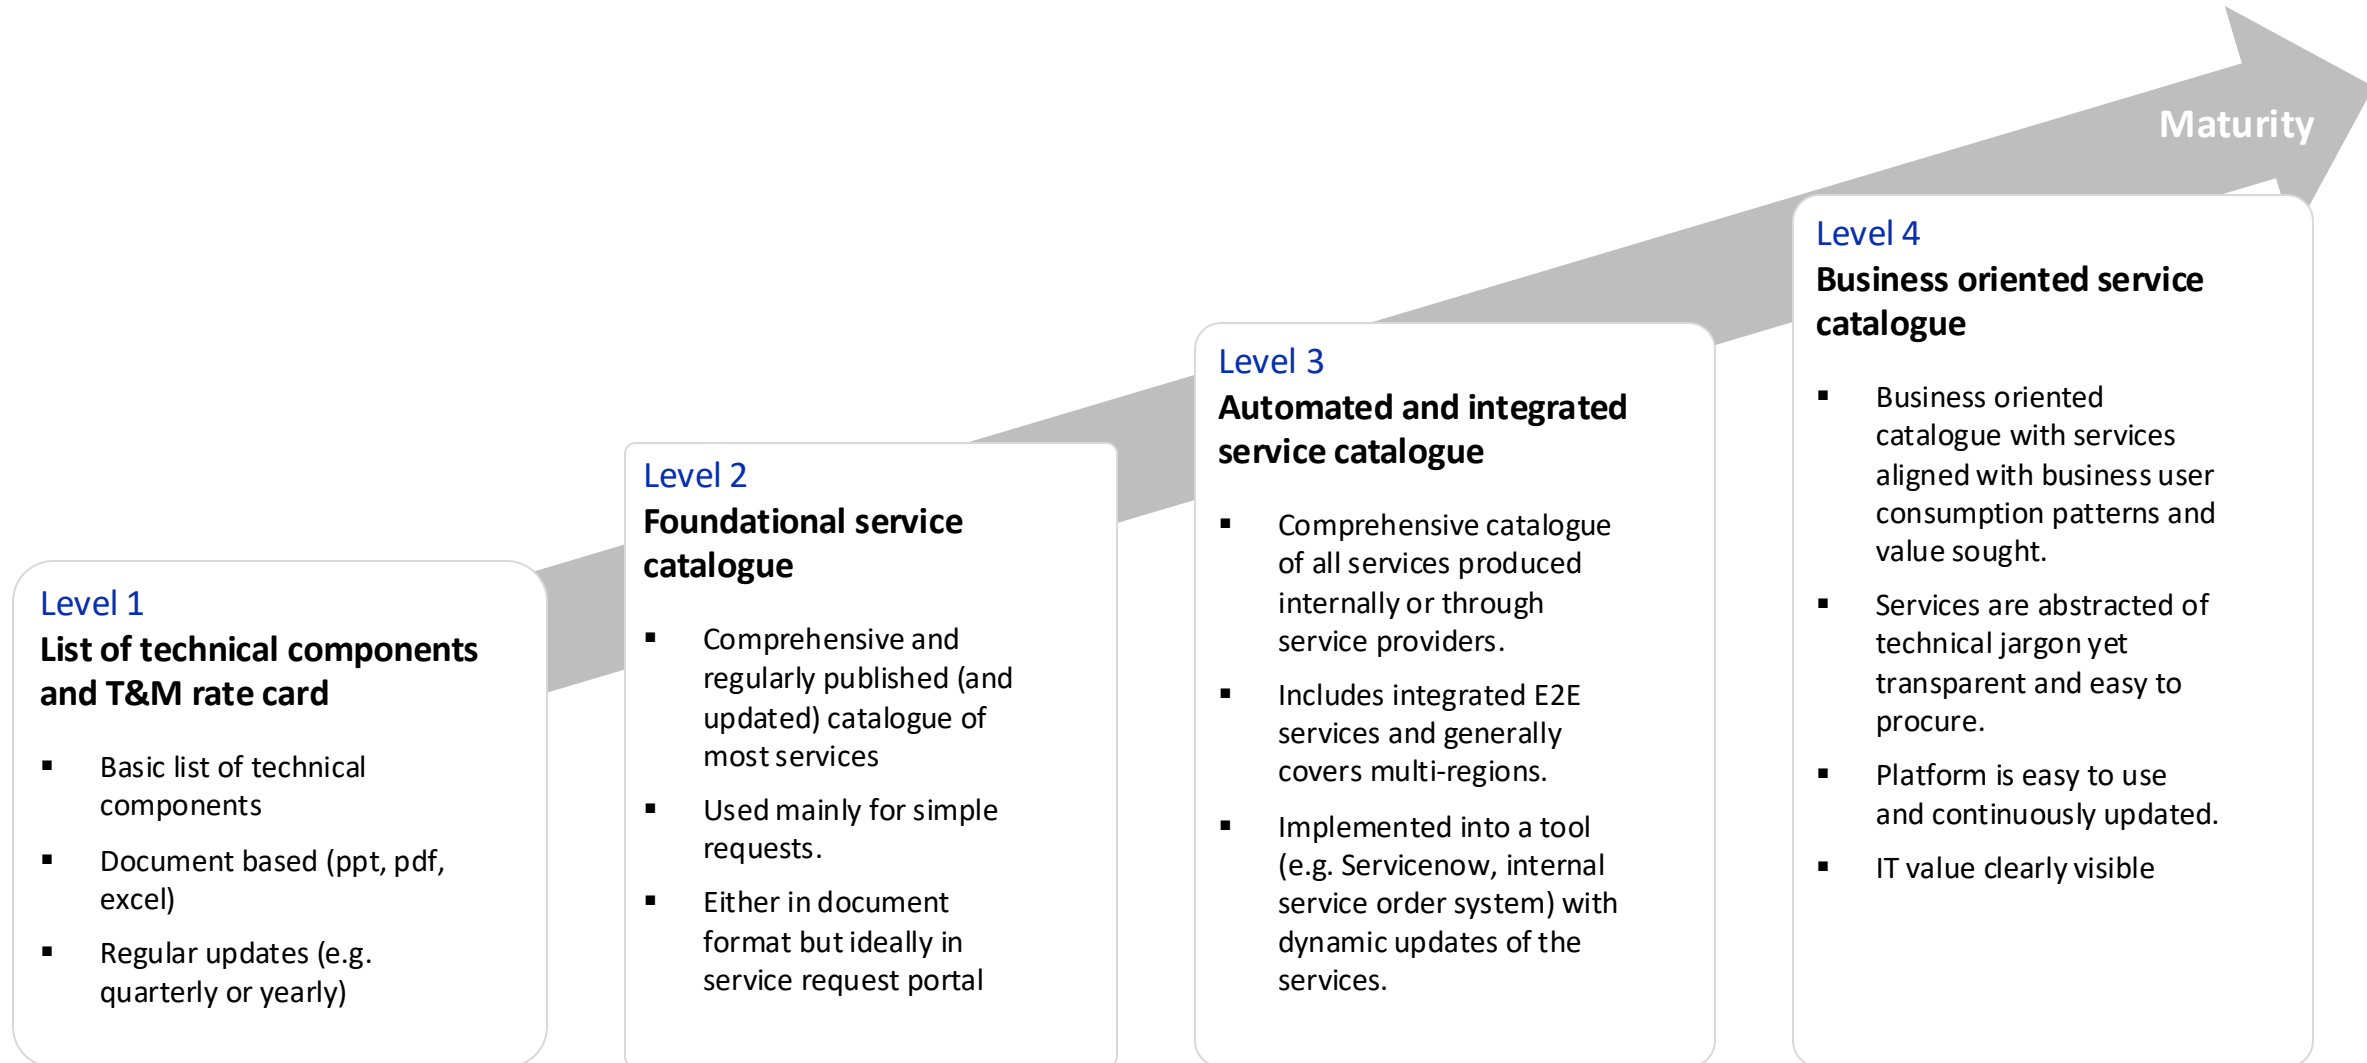 Maturity
Level 1
List of technical components
and T&M rate card
▪ Basic list of technical
components
▪ Document based (ppt, pdf,
excel)
▪ Regular updates (e.g.
quarterly or yearly)
Level 2
Foundational service
catalogue
▪ Comprehensive and
regularly published (and
updated) catalogue of
most services
▪ Used mainly for simple
requests.
▪ Either in document
format but ideally in
service request portal
Level 3
Automated and integrated
service catalogue
▪ Comprehensive catalogue
of all services produced
internally or through
service providers.
▪ Includes integrated E2E
services and generally
covers multi-regions.
▪ Implemented into a tool
(e.g. Servicenow, internal
service order system) with
dynamic updates of the
services.
Level 4
Business oriented service
catalogue
▪ Business oriented
catalogue with services
aligned with business user
consumption patterns and
value sought.
▪ Services are abstracted of
technical jargon yet
transparent and easy to
procure.
▪ Platform is easy to use
and continuously updated.
▪ IT value clearly visible